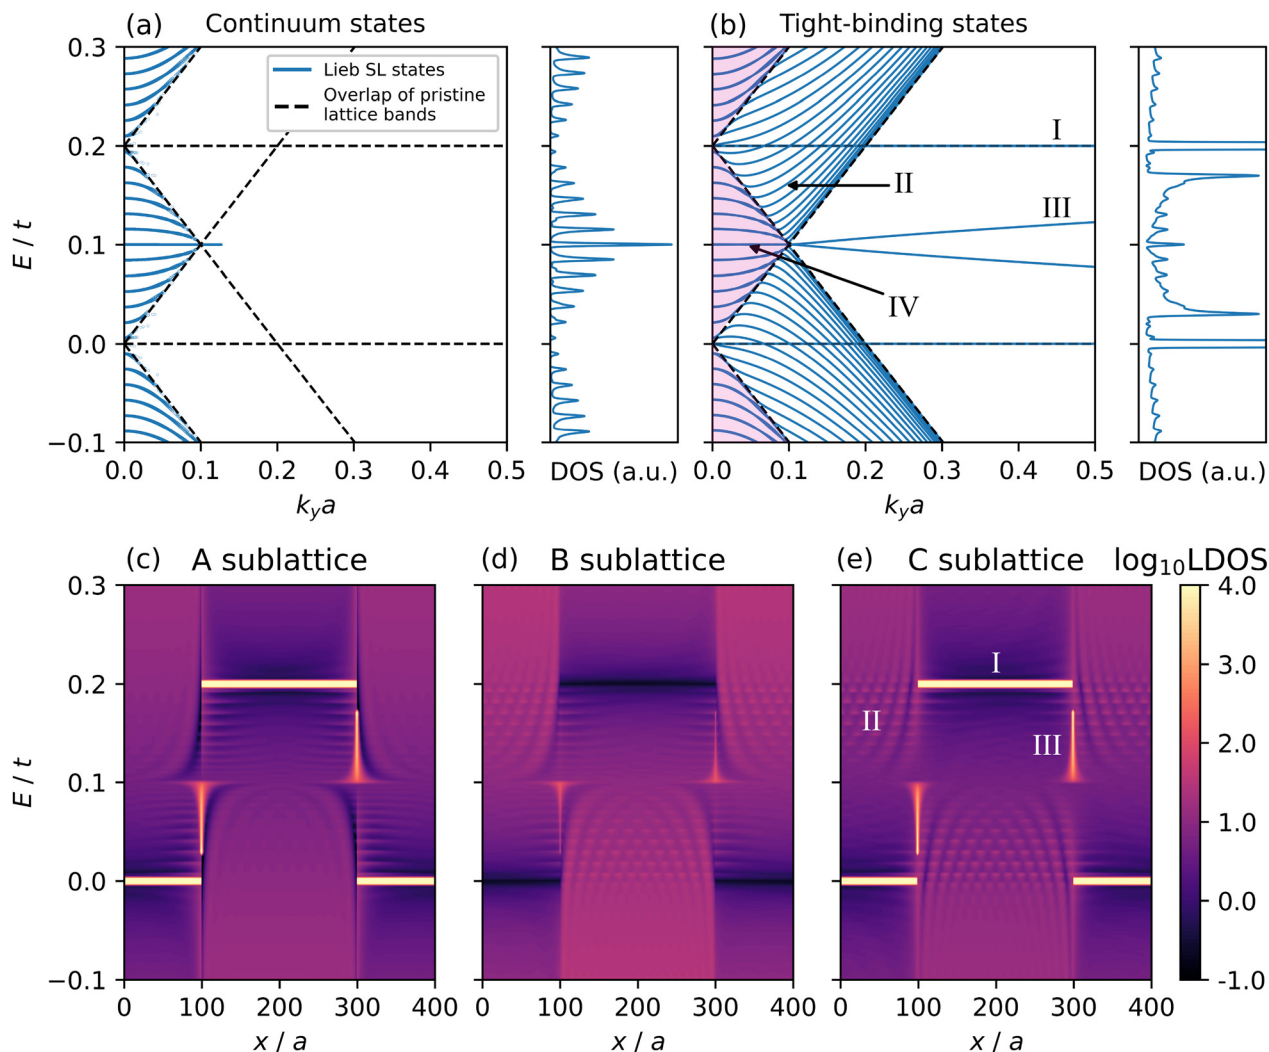 (a) Continuum states
(b) Tight-binding states
0.3
0.2
0.1
0.0
−0.1
E / t
Lieb SL states
Overlap of pristine
lattice bands
I
II
III
IV
0.0 0.1 0.2 0.3 0.4 0.5
DOS (a.u.)
0.0 0.1 0.2 0.3 0.4 0.5
DOS (a.u.)
kᵧa
kᵧa
(c) A sublattice
(d) B sublattice
(e) C sublattice
log₁₀LDOS
0.3
0.2
0.1
0.0
−0.1
E / t
I
II
III
4.0
3.0
2.0
1.0
0.0
-1.0
0 100 200 300 400
0 100 200 300 400
0 100 200 300 400
x / a
x / a
x / a